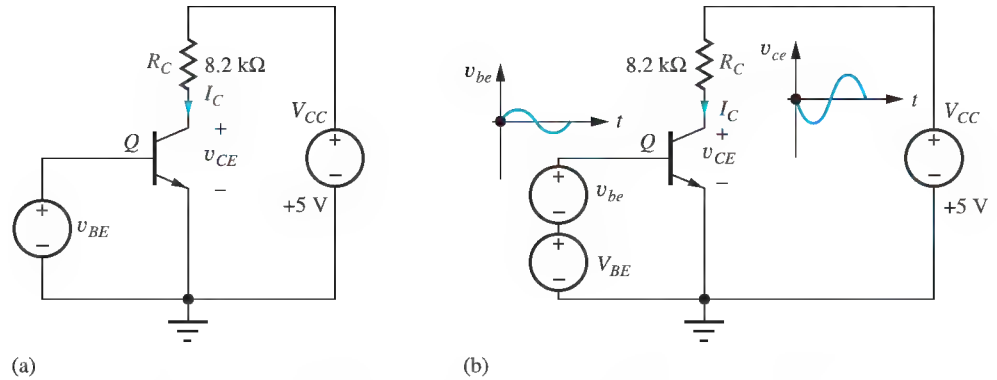 R_C 8.2 kΩ
I_C
V_CC
Q
+
v_CE
−
+
−
+
−
v_BE
+5 V
(a)
v_be
t
8.2 kΩ R_C
v_ce
t
I_C
V_CC
Q
+
v_CE
−
+
−
v_be
+
−
V_BE
+
−
+5 V
(b)